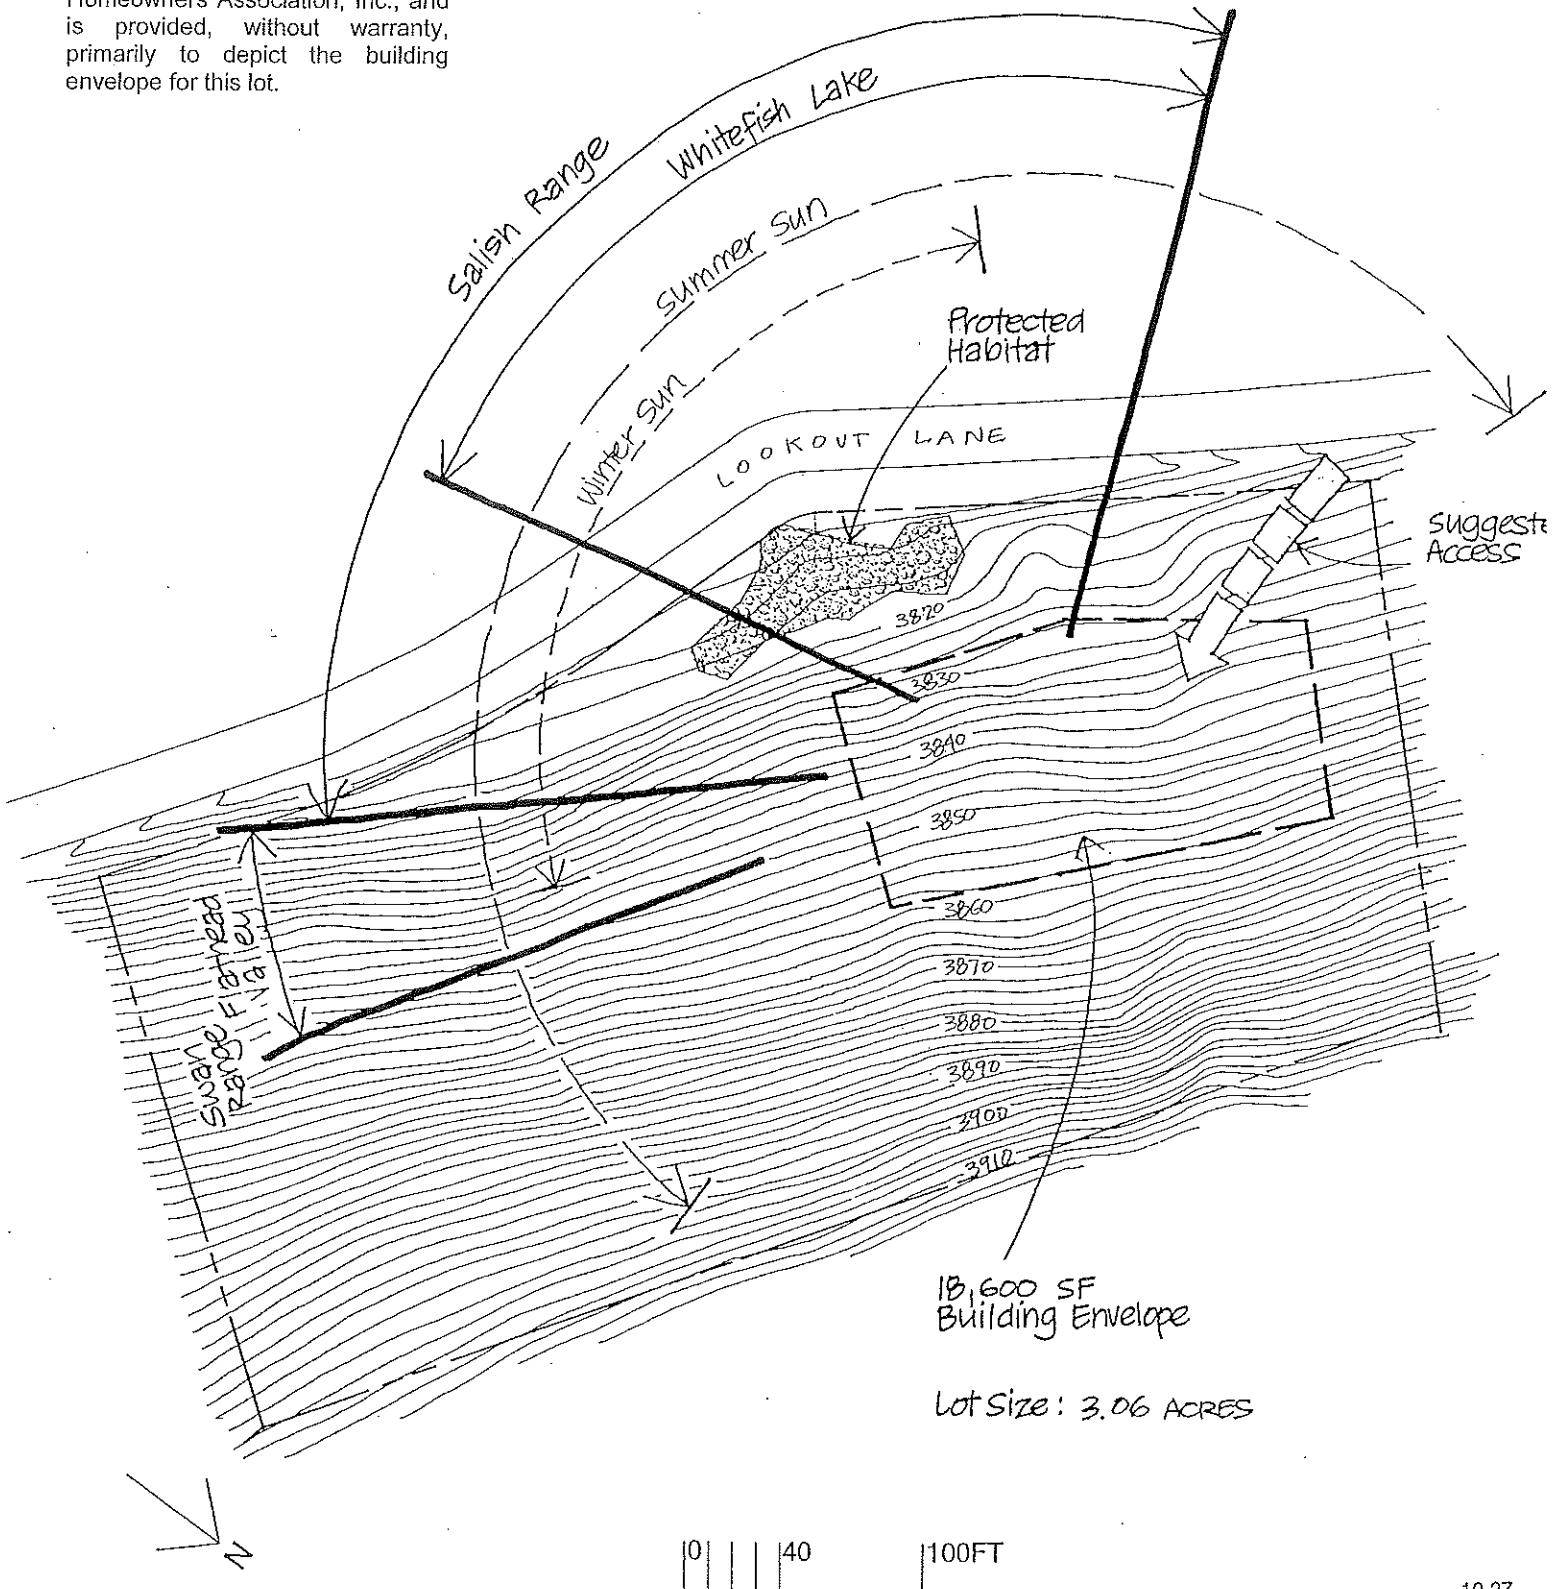 Homeowners Association, Inc., and
is provided, without warranty,
primarily to depict the building
envelope for this lot.
Salish Range
Whitefish Lake
Summer Sun
Winter Sun
Protected
Habitat
LOOKOUT LANE
Suggeste
Access
3820
3830
3840
3850
3860
3870
3880
3890
3900
3910
Swan
Range
Valley
18,600 SF
Building Envelope
Lot Size: 3.06 ACRES
N
0 40 100FT